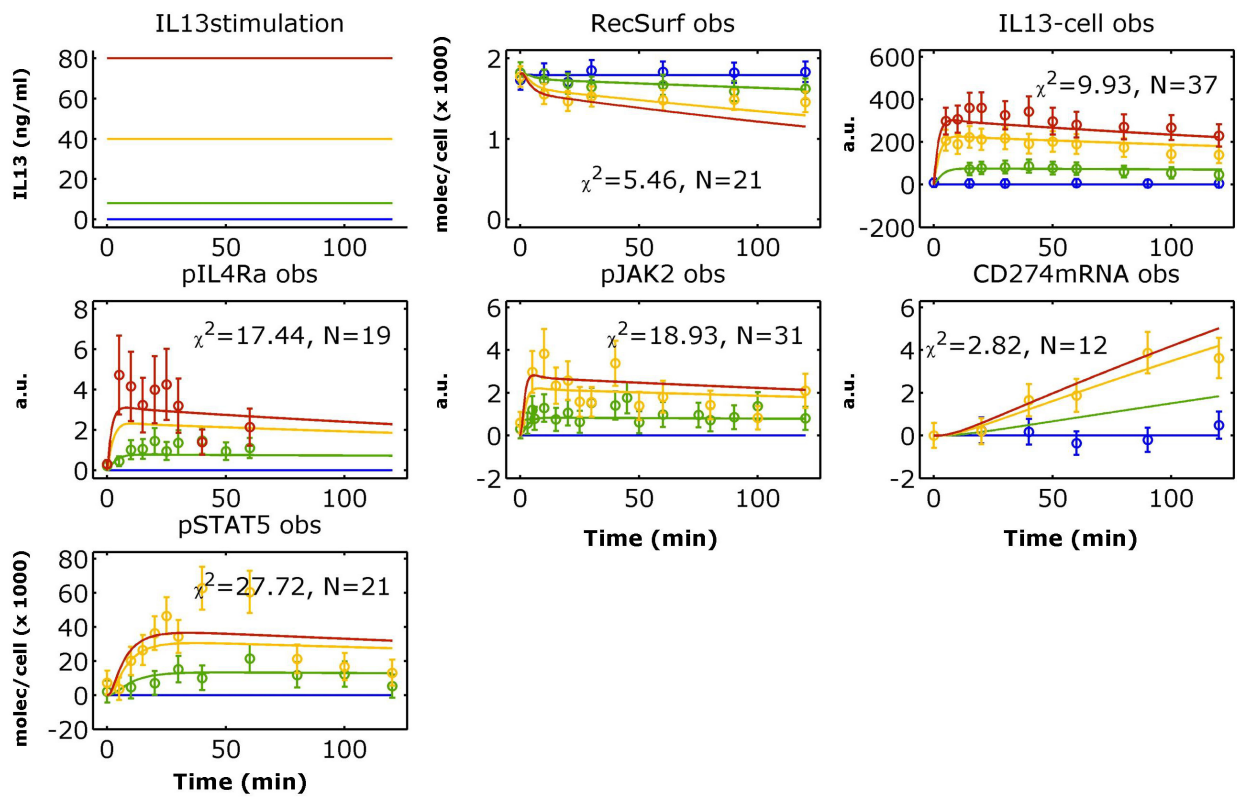 IL13stimulation
IL13 (ng/ml)
80
60
40
20
0
0 50 100
RecSurf obs
molec/cell (x 1000)
2
1
0
χ²=5.46, N=21
0 50 100
IL13-cell obs
a.u.
600
400
200
0
-200
χ²=9.93, N=37
0 50 100
pIL4Ra obs
a.u.
8
6
4
2
0
χ²=17.44, N=19
0 50 100
pJAK2 obs
a.u.
6
4
2
0
-2
χ²=18.93, N=31
0 50 100
Time (min)
CD274mRNA obs
a.u.
6
4
2
0
-2
χ²=2.82, N=12
0 50 100
Time (min)
pSTAT5 obs
molec/cell (x 1000)
80
60
40
20
0
-20
χ²=27.72, N=21
0 50 100
Time (min)